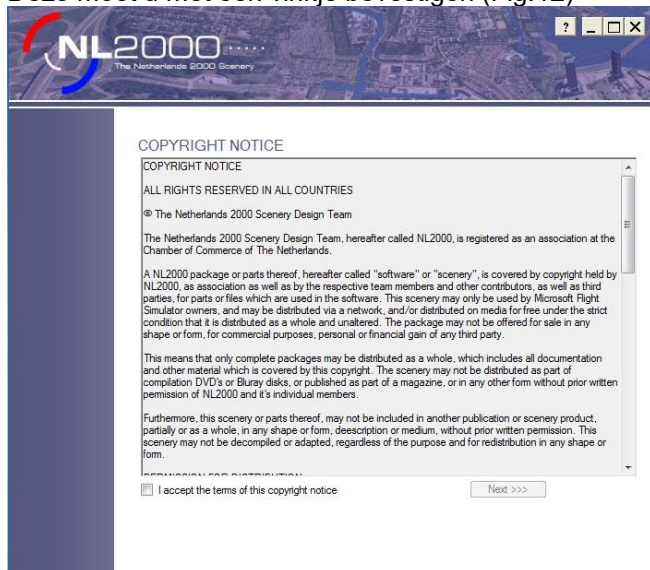 Deze moet u met een vinkje bevestigen (Fig.12)
NL2000
The Netherlands 2000 Scenery
COPYRIGHT NOTICE
COPYRIGHT NOTICE
ALL RIGHTS RESERVED IN ALL COUNTRIES
® The Netherlands 2000 Scenery Design Team
The Netherlands 2000 Scenery Design Team, hereafter called NL2000, is registered as an association at the
Chamber of Commerce of The Netherlands.
A NL2000 package or parts thereof, hereafter called "software" or "scenery", is covered by copyright held by
NL2000, as association as well as by the respective team members and other contributors, as well as third
parties, for parts or files which are used in the software. This scenery may only be used by Microsoft Flight
Simulator owners, and may be distributed via a network, and/or distributed on media for free under the strict
condition that it is distributed as a whole and unaltered. The package may not be offered for sale in any
shape or form, for commercial purposes, personal or financial gain of any third party.
This means that only complete packages may be distributed as a whole, which includes all documentation
and other material which is covered by this copyright. The scenery may not be distributed as part of
compilation DVD's or Bluray disks, or published as part of a magazine, or in any other form without prior written
permission of NL2000 and it's individual members.
Furthermore, this scenery or parts thereof, may not be included in another publication or scenery product,
partially or as a whole, in any shape or form, deescription or medium, without prior written permission. This
scenery may not be decompiled or adapted, regardless of the purpose and for redistribution in any shape or
form.
PERMISSION FOR DISTRIBUTION
I accept the terms of this copyright notice
Next >>>